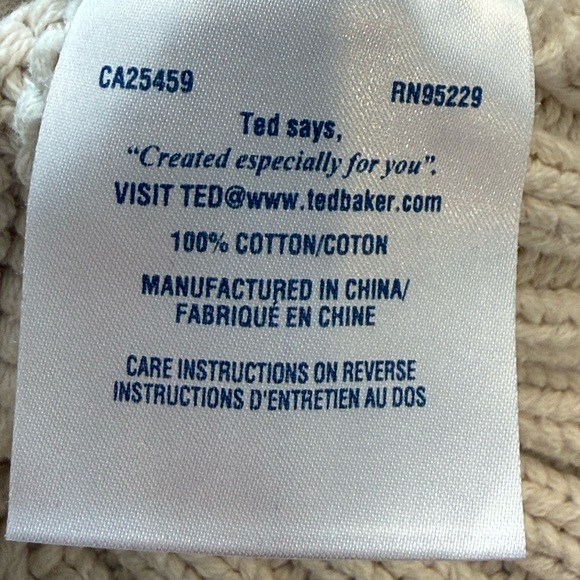 CA25459 RN95229
Ted says,
“Created especially for you”.
VISIT TED@www.tedbaker.com
100% COTTON/COTON
MANUFACTURED IN CHINA/
FABRIQUÉ EN CHINE
CARE INSTRUCTIONS ON REVERSE
INSTRUCTIONS D'ENTRETIEN AU DOS